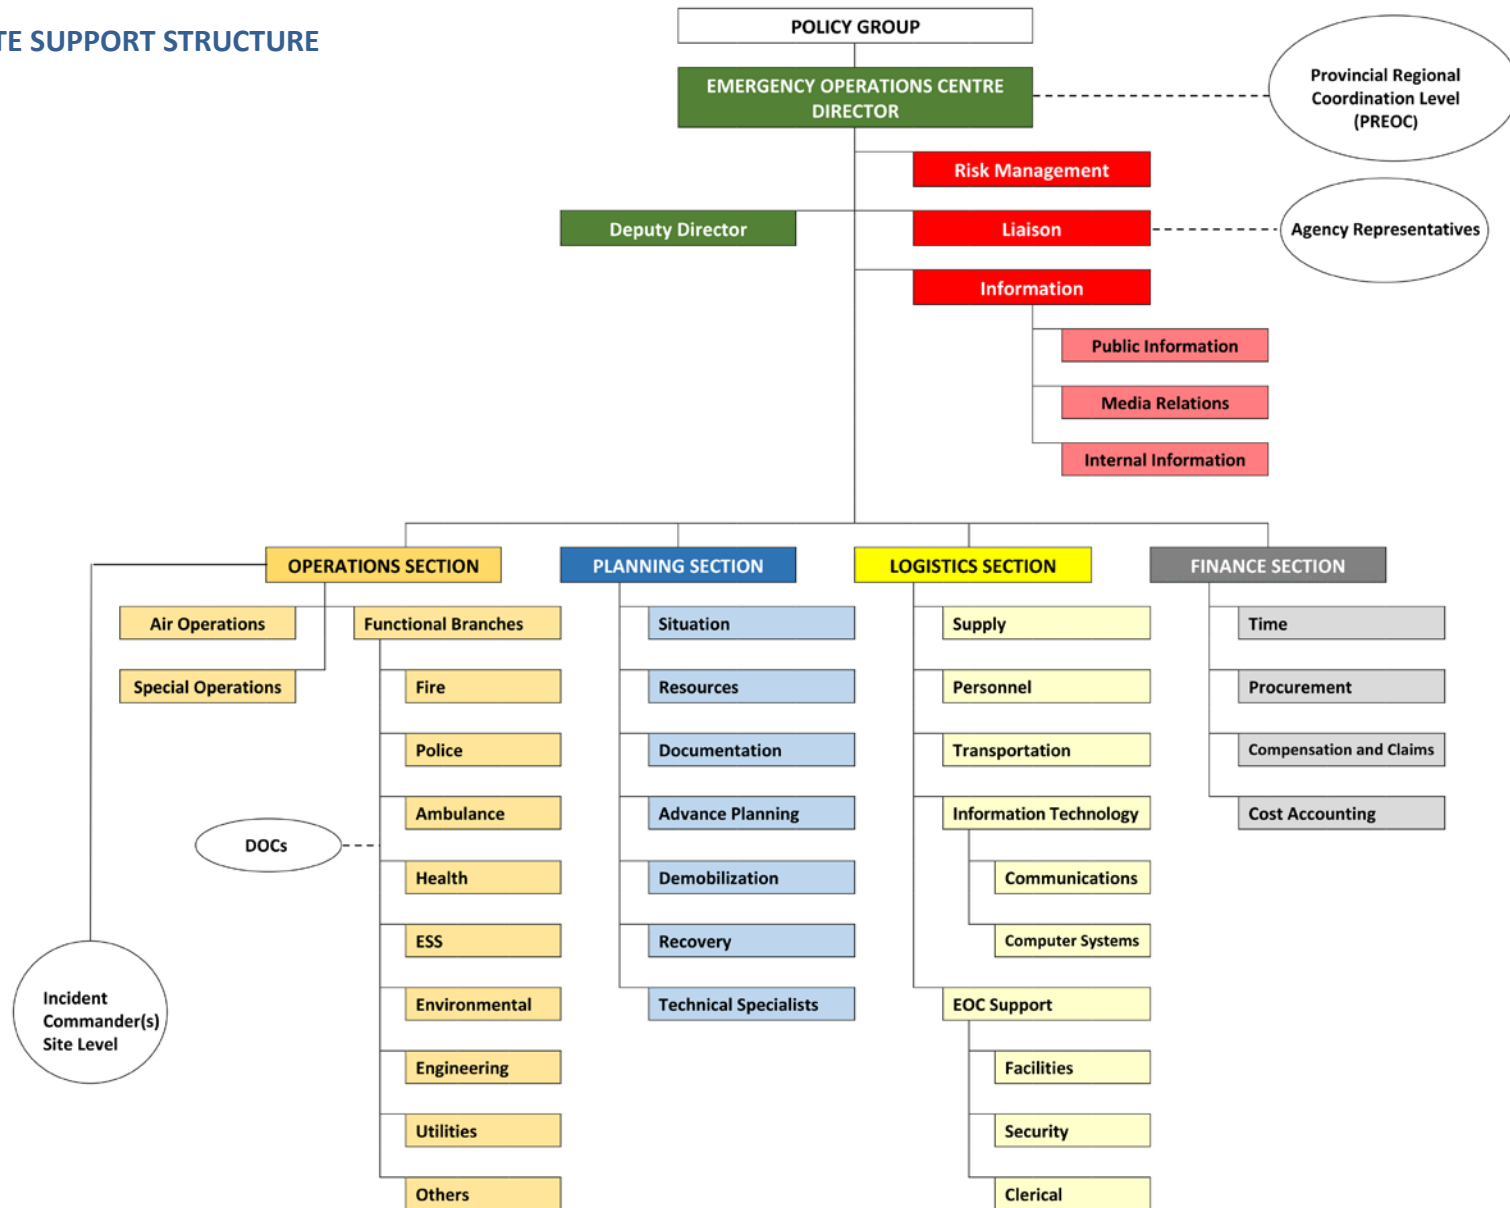 TE SUPPORT STRUCTURE
POLICY GROUP
EMERGENCY OPERATIONS CENTRE
DIRECTOR
Provincial Regional
Coordination Level
(PREOC)
Risk Management
Deputy Director
Liaison
Agency Representatives
Information
Public Information
Media Relations
Internal Information
OPERATIONS SECTION
PLANNING SECTION
LOGISTICS SECTION
FINANCE SECTION
Air Operations
Functional Branches
Special Operations
Fire
Police
Ambulance
DOCs
Health
ESS
Environmental
Engineering
Utilities
Others
Incident
Commander(s)
Site Level
Situation
Resources
Documentation
Advance Planning
Demobilization
Recovery
Technical Specialists
Supply
Personnel
Transportation
Information Technology
Communications
Computer Systems
EOC Support
Facilities
Security
Clerical
Time
Procurement
Compensation and Claims
Cost Accounting